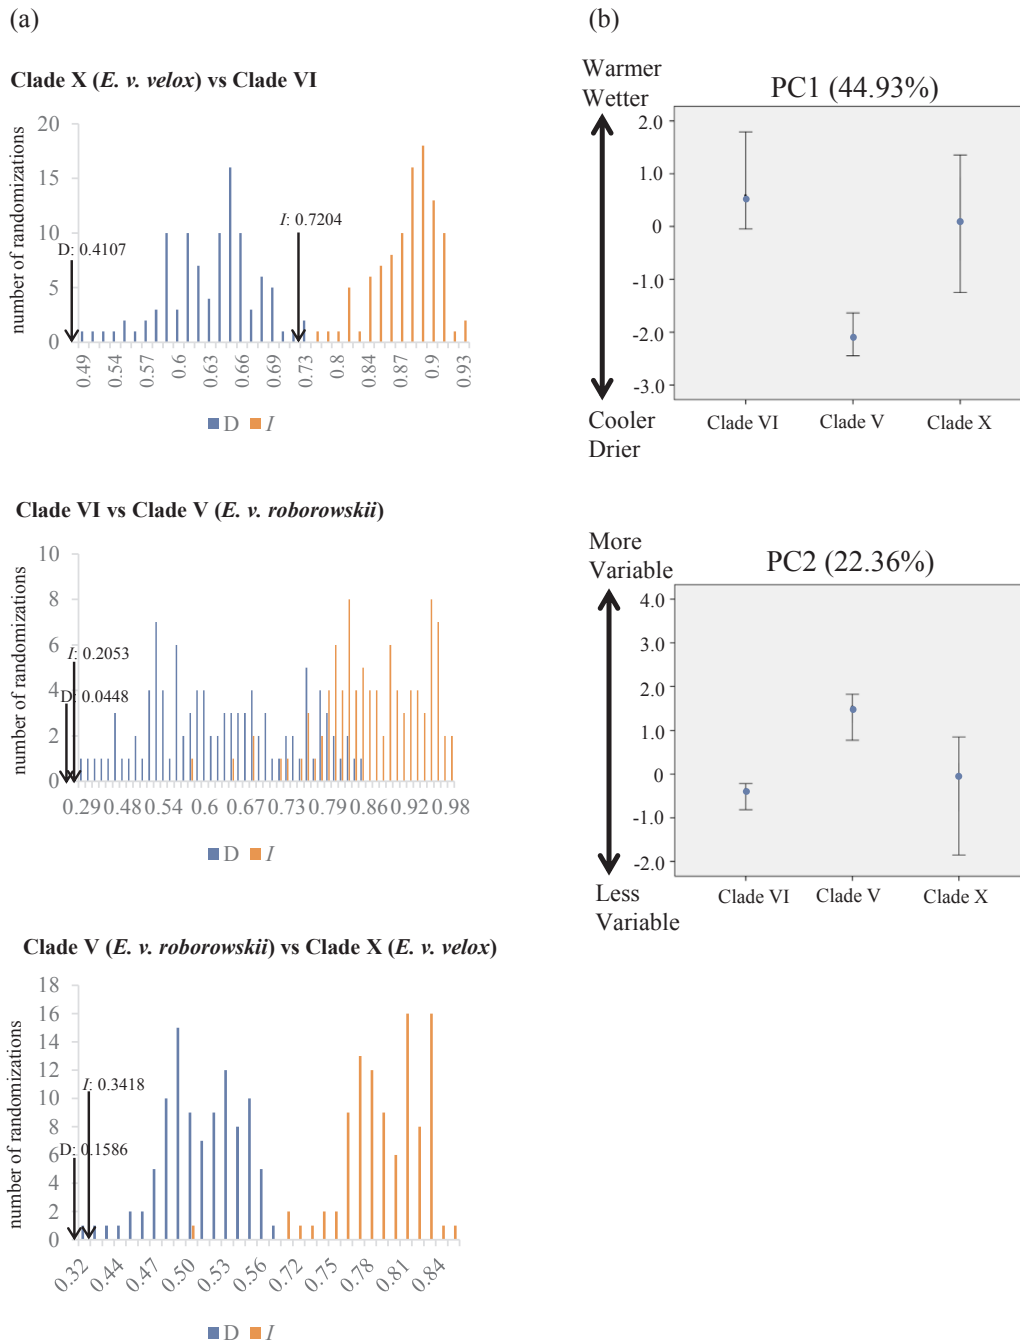 (a)
Clade X (E. v. velox) vs Clade VI
number of randomizations
20
15
10
5
0
D: 0.4107
I: 0.7204
0.49
0.54
0.57
0.6
0.63
0.66
0.69
0.73
0.8
0.84
0.87
0.9
0.93
D I
Clade VI vs Clade V (E. v. roborowskii)
number of randomizations
10
8
6
4
2
0
I: 0.2053
D: 0.0448
0.29 0.48 0.54 0.6 0.67 0.73 0.79 0.86 0.92 0.98
D I
Clade V (E. v. roborowskii) vs Clade X (E. v. velox)
number of randomizations
18
16
14
12
10
8
6
4
2
0
I: 0.3418
D: 0.1586
0.32
0.44
0.47
0.50
0.53
0.56
0.72
0.75
0.78
0.81
0.84
D I
(b)
Warmer
Wetter
PC1 (44.93%)
2.0
1.0
0
-1.0
-2.0
-3.0
Cooler
Drier
Clade VI Clade V Clade X
More
Variable
PC2 (22.36%)
4.0
3.0
2.0
1.0
0
-1.0
-2.0
Less
Variable
Clade VI Clade V Clade X